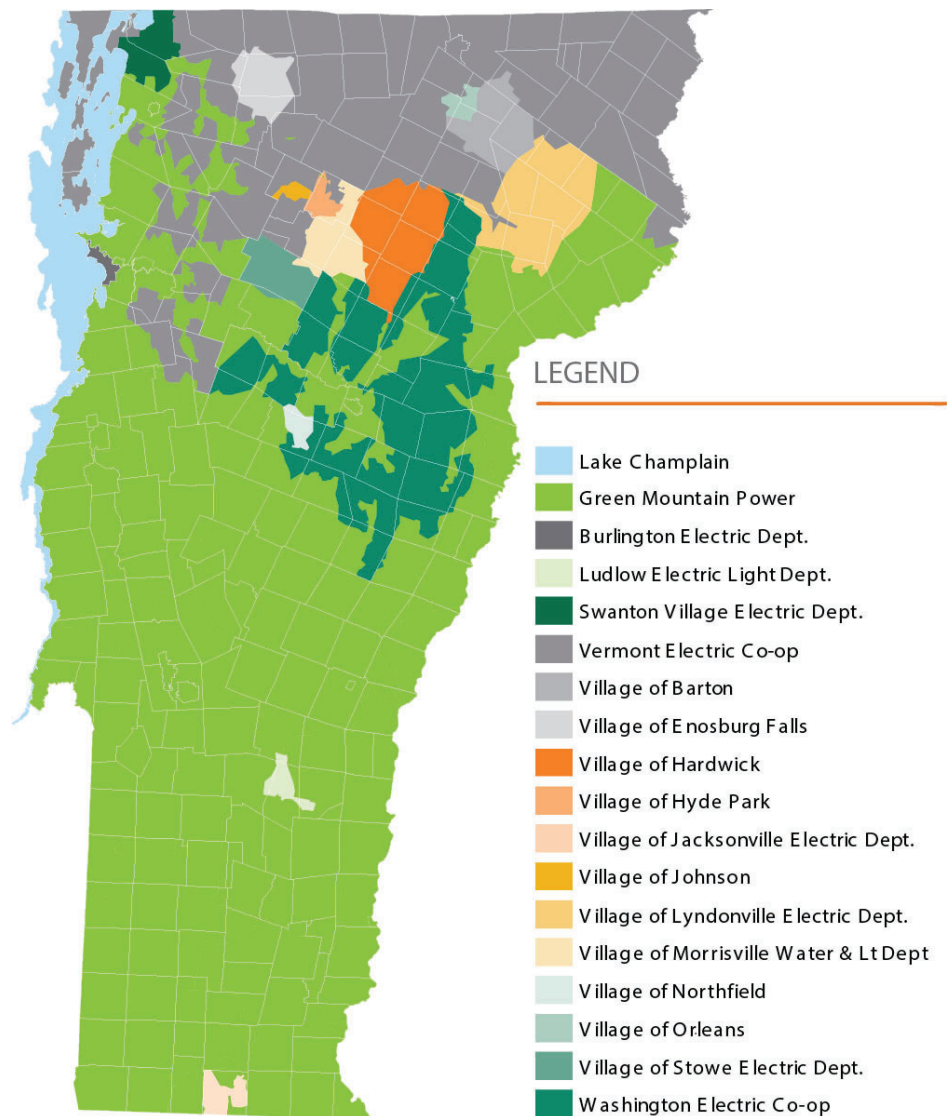 LEGEND
Lake Champlain
Green Mountain Power
Burlington Electric Dept.
Ludlow Electric Light Dept.
Swanton Village Electric Dept.
Vermont Electric Co-op
Village of Barton
Village of Enosburg Falls
Village of Hardwick
Village of Hyde Park
Village of Jacksonville Electric Dept.
Village of Johnson
Village of Lyndonville Electric Dept.
Village of Morrisville Water & Lt Dept
Village of Northfield
Village of Orleans
Village of Stowe Electric Dept.
Washington Electric Co-op